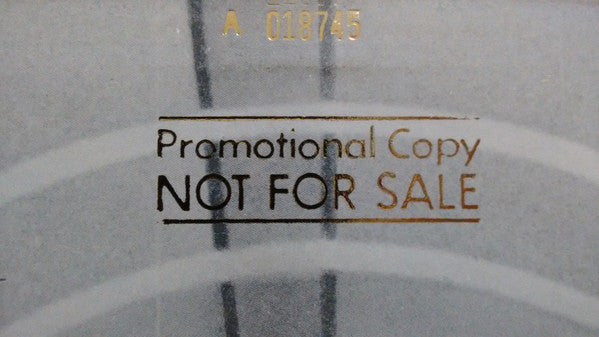 A 018745
Promotional Copy
NOT FOR SALE